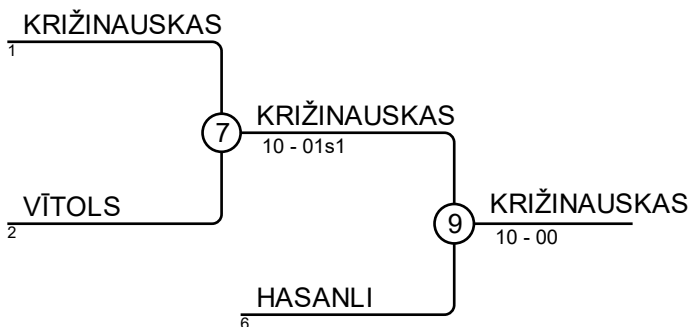 KRIŽINAUSKAS
1
7
KRIŽINAUSKAS
10 - 01s1
VĪTOLS
2
9
KRIŽINAUSKAS
10 - 00
HASANLI
6